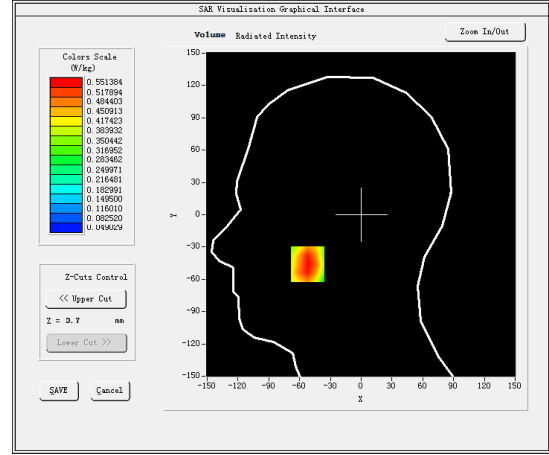 SAR Visualisation Graphical Interface
Volume Radiated Intensity
Zoom In/Out
Colors Scale
(W/kg)
0.551384
0.517894
0.484403
0.450913
0.417423
0.383932
0.350442
0.316952
0.283462
0.249971
0.216481
0.182991
0.149500
0.116010
0.082520
0.049029
Z-Cuts Control
<< Upper Cut
Z = 0.7 mm
Lower Cut >>
SAVE Cancel
150
120
90
60
30
0
-30
-60
-90
-120
-150
Y
-150 -120 -90 -60 -30 0 30 60 90 120 150
X